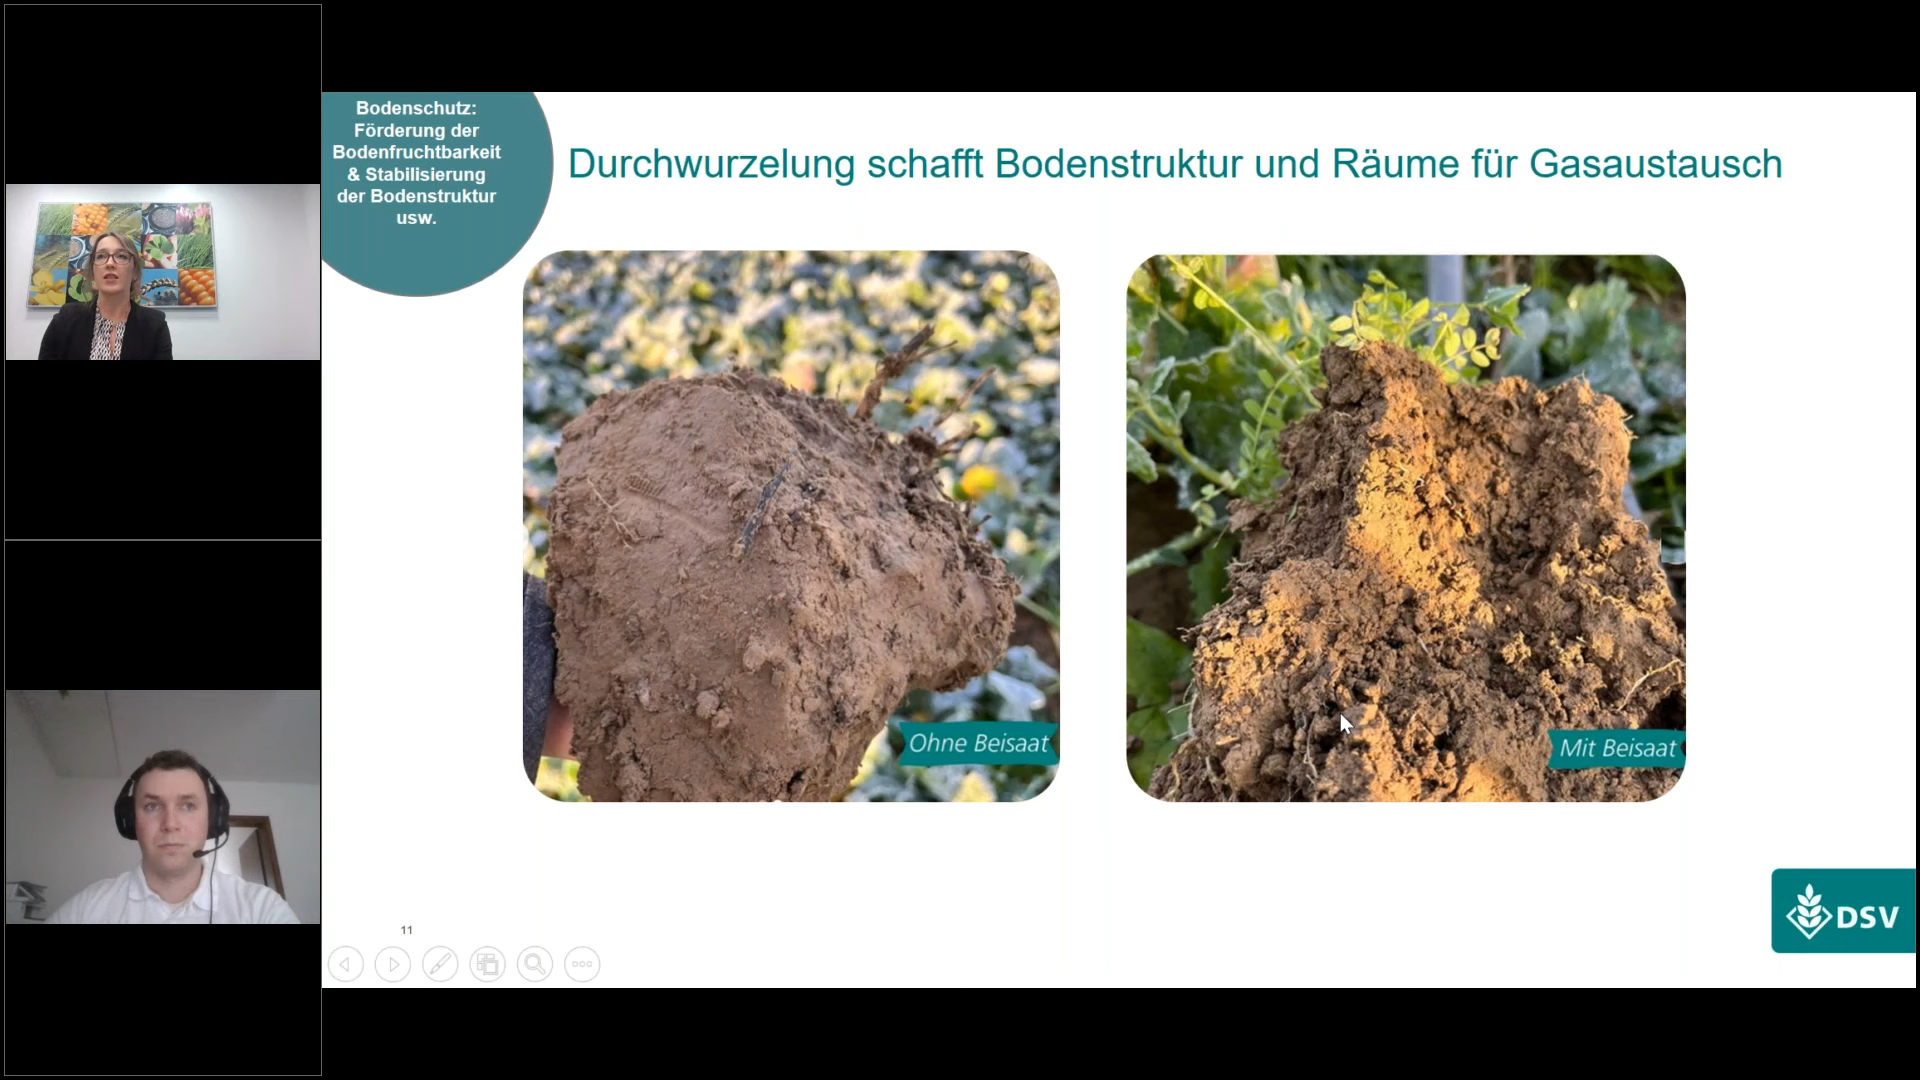 Bodenschutz:
Förderung der
Bodenfruchtbarkeit
& Stabilisierung
der Bodenstruktur
usw.
Durchwurzelung schafft Bodenstruktur und Räume für Gasaustausch
Ohne Beisaat
Mit Beisaat
11
DSV